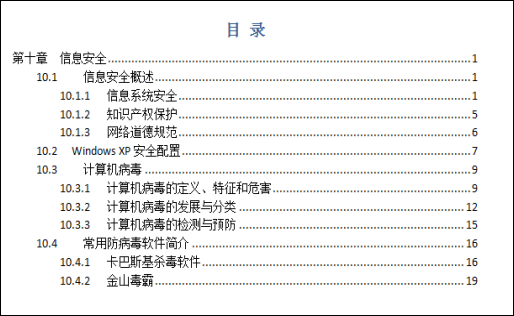 目 录
第十章 信息安全........................................1
10.1 信息安全概述........................................1
10.1.1 信息系统安全........................................1
10.1.2 知识产权保护........................................5
10.1.3 网络道德规范........................................6
10.2 Windows XP 安全配置........................................7
10.3 计算机病毒........................................9
10.3.1 计算机病毒的定义、特征和危害........................................9
10.3.2 计算机病毒的发展与分类........................................12
10.3.3 计算机病毒的检测与预防........................................15
10.4 常用防病毒软件简介........................................16
10.4.1 卡巴斯基杀毒软件........................................16
10.4.2 金山毒霸........................................19